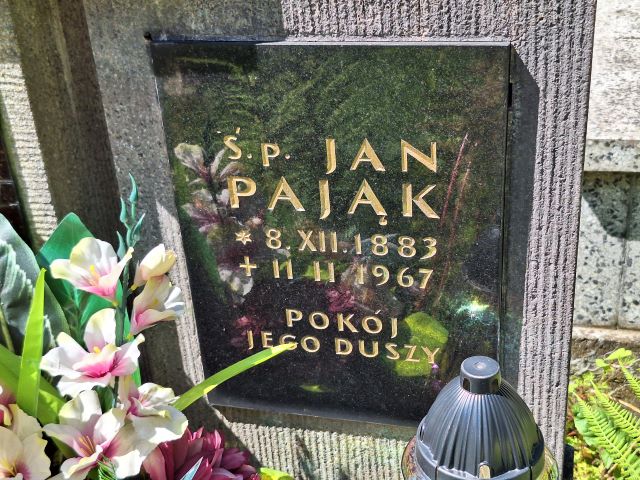 Ś.P. JAN
PAJĄK
* 8. XII. 1883
+ 11 II 1967
POKÓJ
JEGO DUSZY